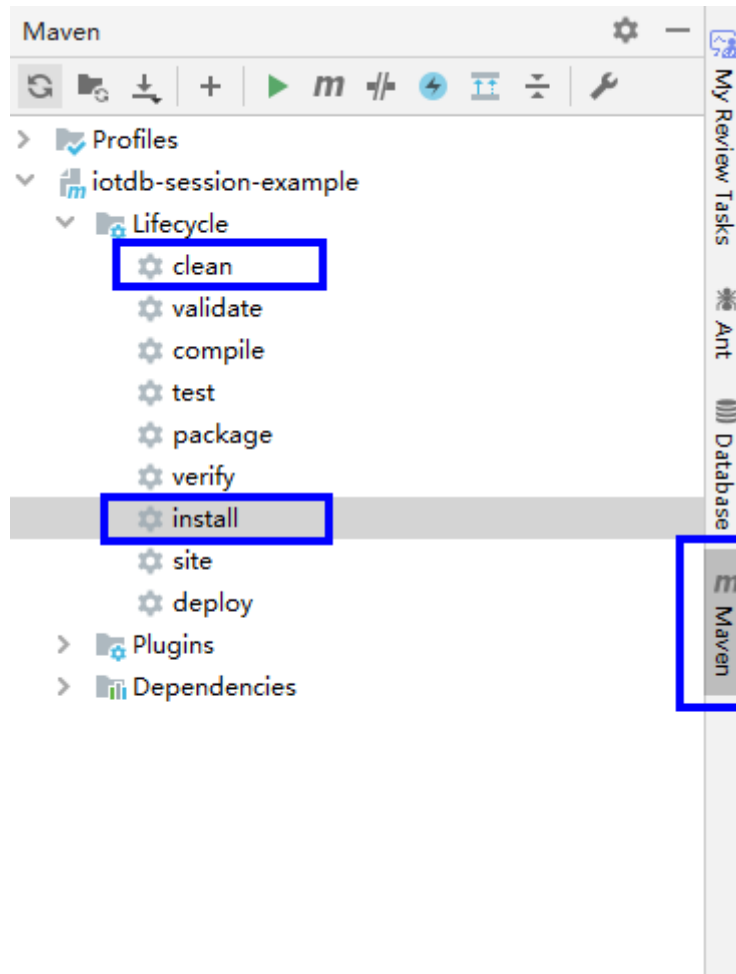 Maven
Profiles
iotdb-session-example
Lifecycle
clean
validate
compile
test
package
verify
install
site
deploy
Plugins
Dependencies
My Review Tasks
Ant
Database
Maven